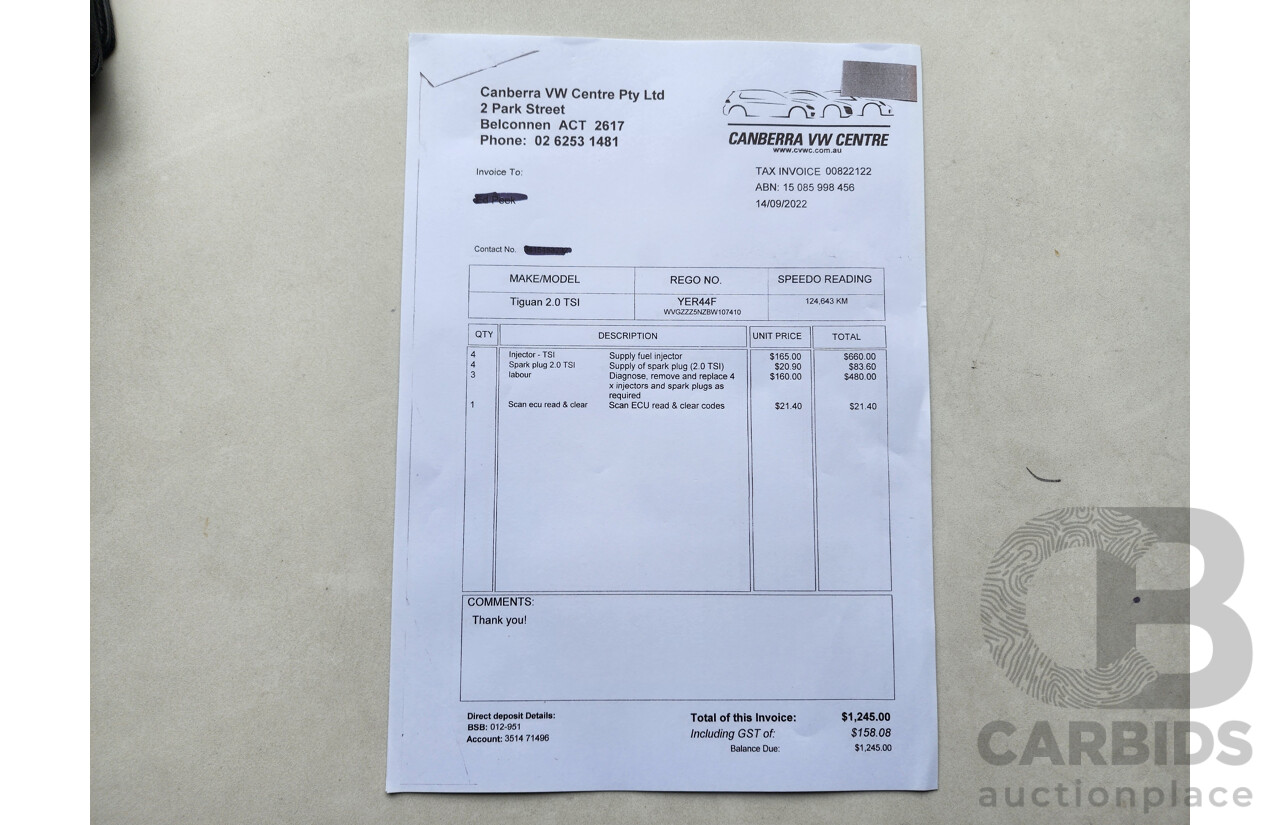 Canberra VW Centre Pty Ltd
2 Park Street
Belconnen ACT 2617
Phone: 02 6253 1481
CANBERRA VW CENTRE
www.cvwc.com.au
Invoice To:
TAX INVOICE 00822122
ABN: 15 085 998 456
14/09/2022
Contact No.
MAKE/MODEL REGO NO. SPEEDO READING
Tiguan 2.0 TSI YER44F 124,643 KM
WVGZZZ5NZBW107410
QTY DESCRIPTION UNIT PRICE TOTAL
4 Injector - TSI Supply fuel injector $165.00 $660.00
4 Spark plug 2.0 TSI Supply of spark plug (2.0 TSI) $20.90 $83.60
3 labour Diagnose, remove and replace 4 $160.00 $480.00
x injectors and spark plugs as
required
1 Scan ecu read & clear Scan ECU read & clear codes $21.40 $21.40
COMMENTS:
Thank you!
Direct deposit Details:
BSB: 012-951
Account: 3514 71496
Total of this Invoice: $1,245.00
Including GST of: $158.08
Balance Due: $1,245.00
CB
CARBIDS
auctionplace